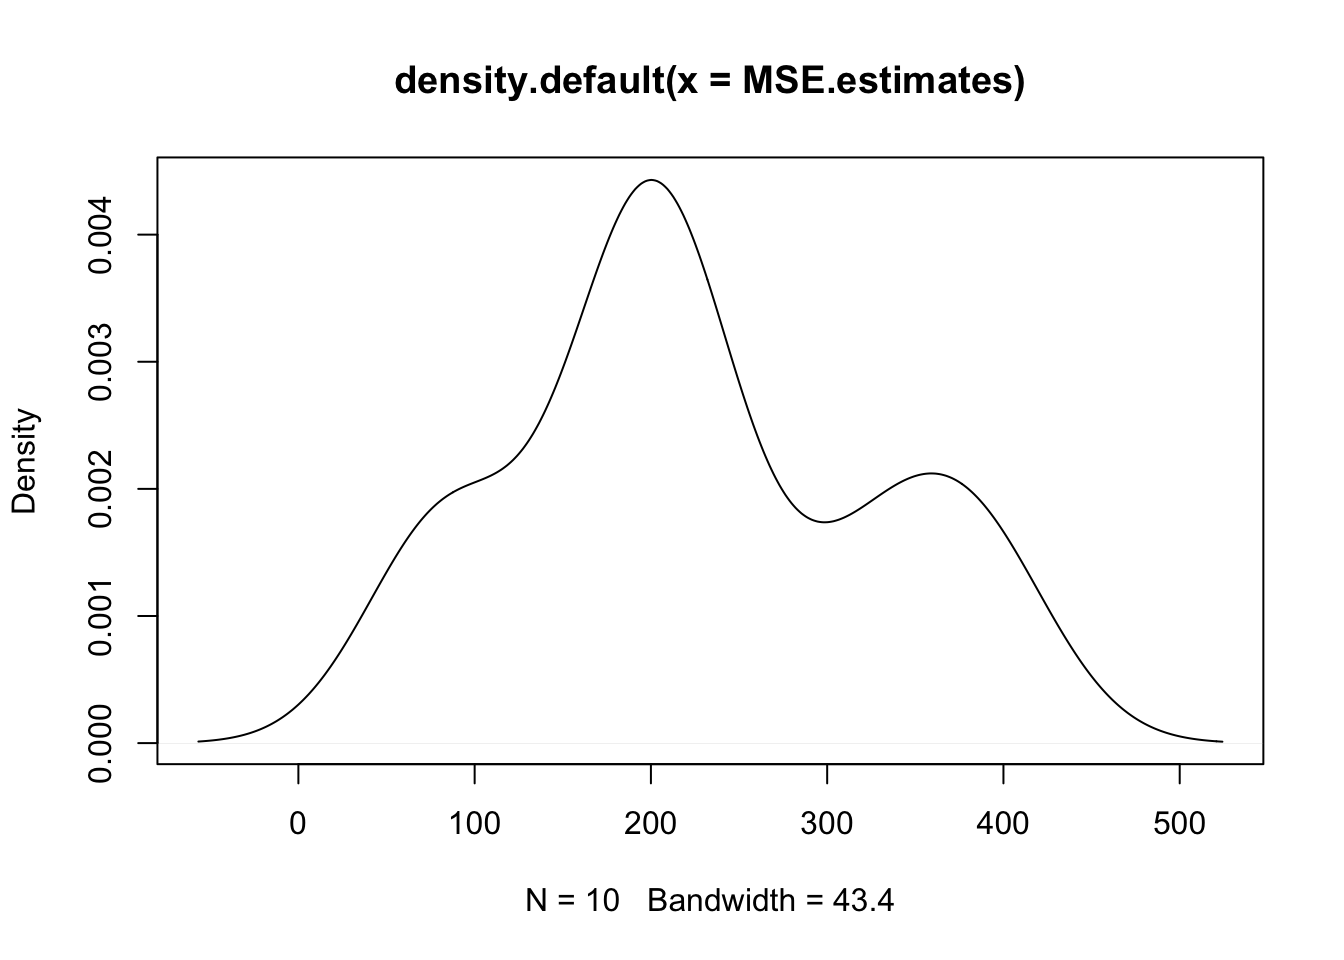 density.default(x = MSE.estimates)
Density
0.004
0.003
0.002
0.001
0.000
0 100 200 300 400 500
N = 10 Bandwidth = 43.4